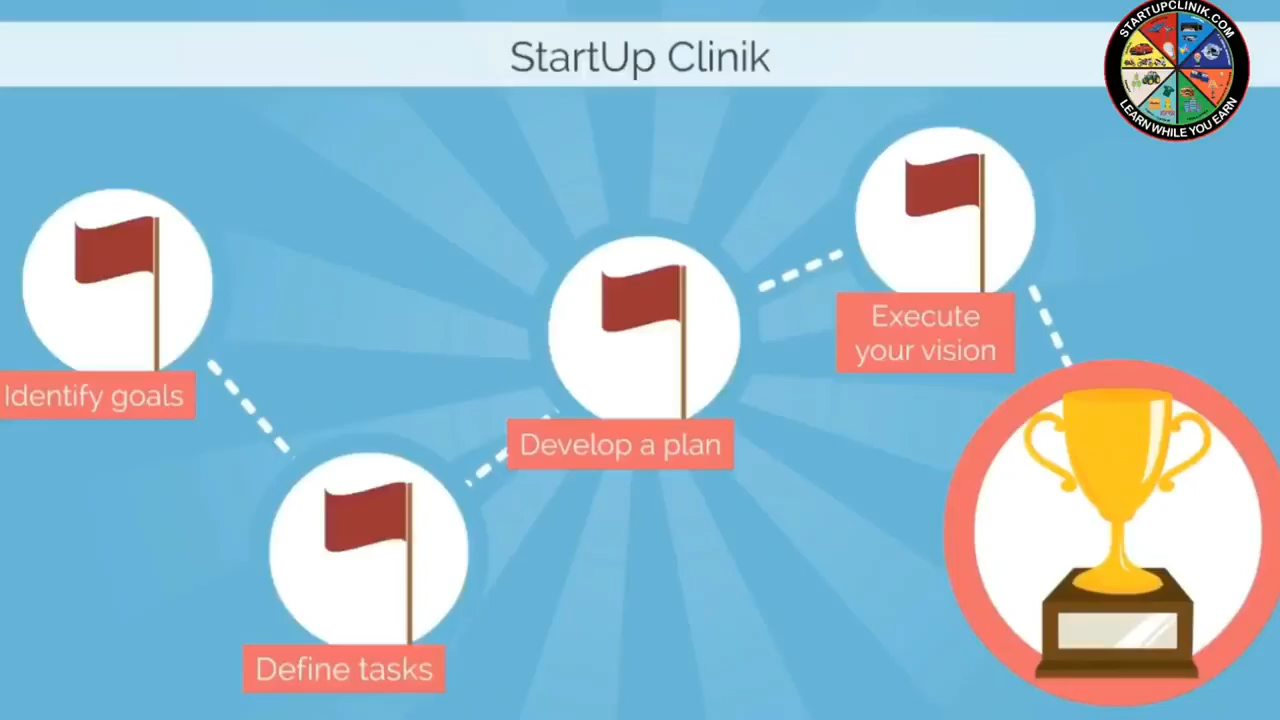 StartUp Clinik
STARTUPCLINIK.COM
LEARN WHILE YOU EARN
Identify goals
Define tasks
Develop a plan
Execute
your vision